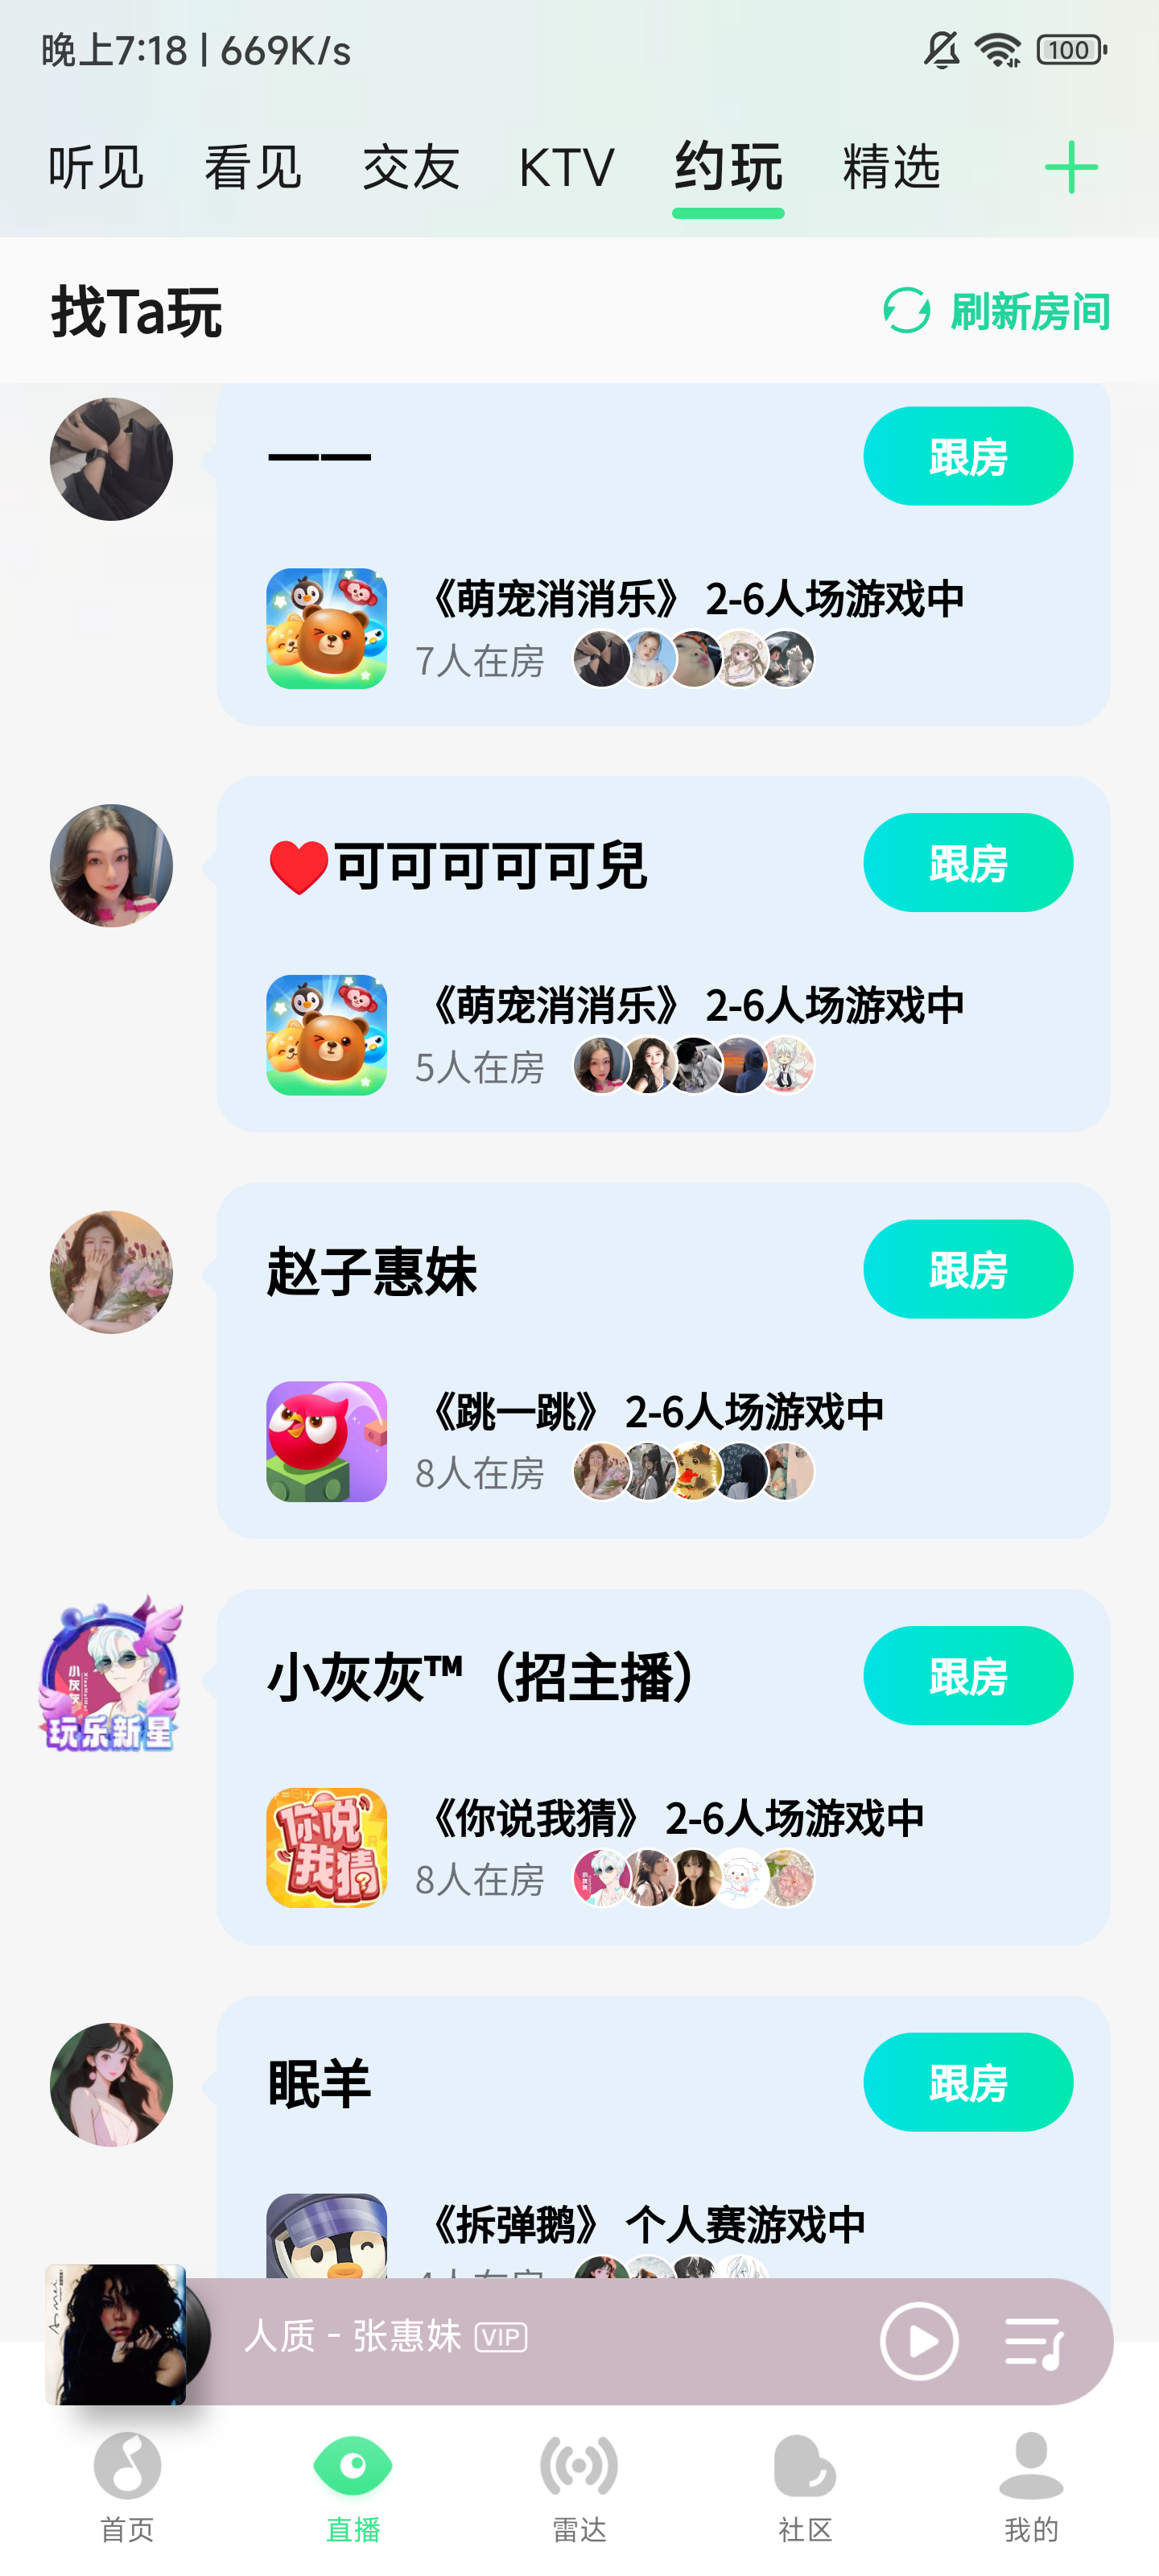 晚上7:18 | 669K/s
100
听见 看见 交友 KTV 约玩 精选
找Ta玩 刷新房间
一一 跟房
《萌宠消消乐》 2-6人场游戏中
7人在房
❤️可可可可可兒 跟房
《萌宠消消乐》 2-6人场游戏中
5人在房
赵子惠妹 跟房
《跳一跳》 2-6人场游戏中
8人在房
小灰灰™（招主播） 跟房
小灰灰
玩乐新星
你说我猜
《你说我猜》 2-6人场游戏中
8人在房
眠羊 跟房
《拆弹鹅》 个人赛游戏中
4人在房
人质 - 张惠妹 VIP
首页 直播 雷达 社区 我的